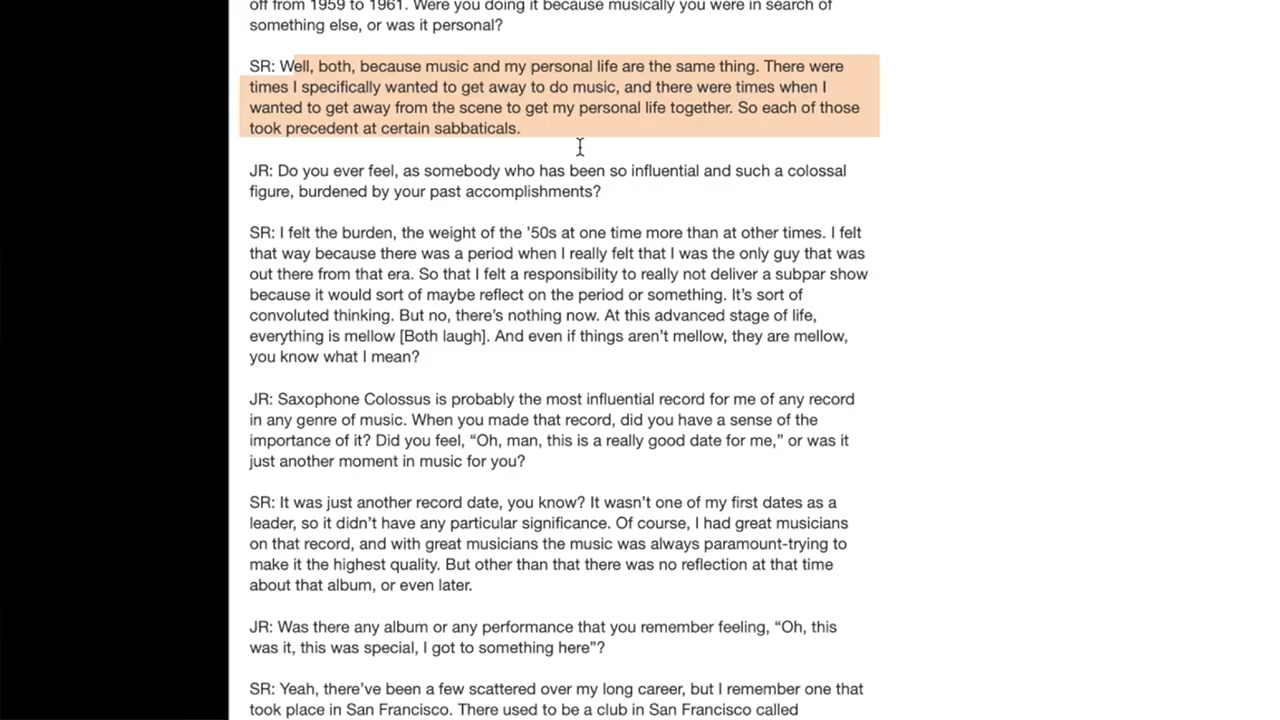 off from 1959 to 1961. Were you doing it because musically you were in search of
something else, or was it personal?
SR: Well, both, because music and my personal life are the same thing. There were
times I specifically wanted to get away to do music, and there were times when I
wanted to get away from the scene to get my personal life together. So each of those
took precedent at certain sabbaticals.
JR: Do you ever feel, as somebody who has been so influential and such a colossal
figure, burdened by your past accomplishments?
SR: I felt the burden, the weight of the ’50s at one time more than at other times. I felt
that way because there was a period when I really felt that I was the only guy that was
out there from that era. So that I felt a responsibility to really not deliver a subpar show
because it would sort of maybe reflect on the period or something. It’s sort of
convoluted thinking. But no, there’s nothing now. At this advanced stage of life,
everything is mellow [Both laugh]. And even if things aren’t mellow, they are mellow,
you know what I mean?
JR: Saxophone Colossus is probably the most influential record for me of any record
in any genre of music. When you made that record, did you have a sense of the
importance of it? Did you feel, “Oh, man, this is a really good date for me,” or was it
just another moment in music for you?
SR: It was just another record date, you know? It wasn’t one of my first dates as a
leader, so it didn’t have any particular significance. Of course, I had great musicians
on that record, and with great musicians the music was always paramount-trying to
make it the highest quality. But other than that there was no reflection at that time
about that album, or even later.
JR: Was there any album or any performance that you remember feeling, “Oh, this
was it, this was special, I got to something here”?
SR: Yeah, there’ve been a few scattered over my long career, but I remember one that
took place in San Francisco. There used to be a club in San Francisco called